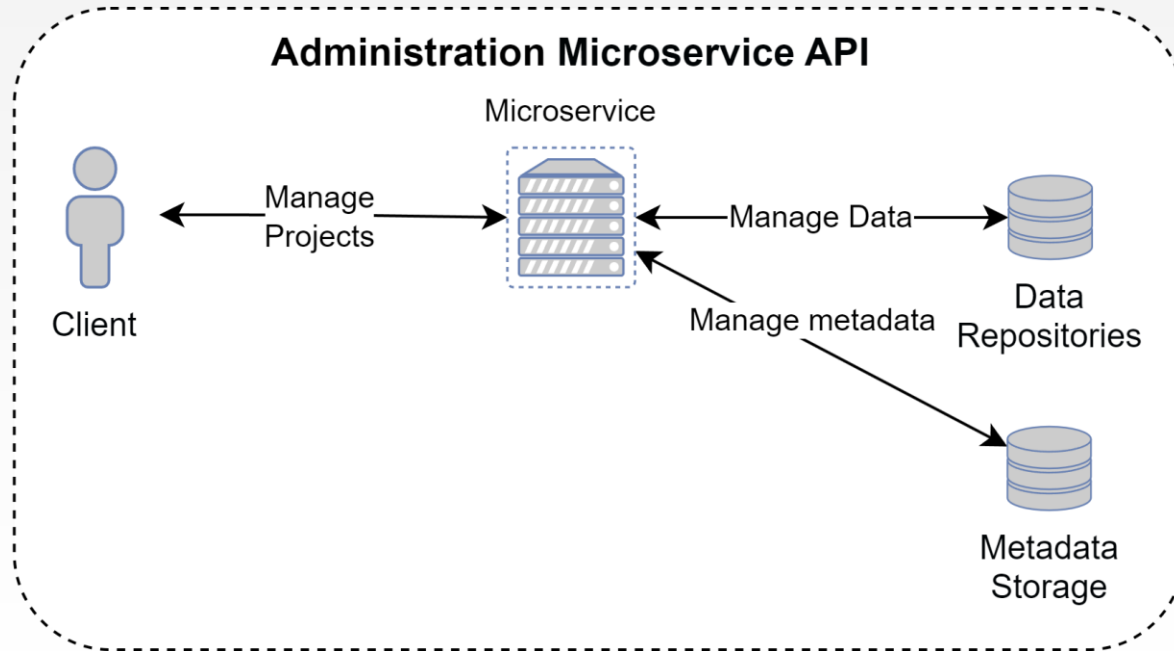 Administration Microservice API
Microservice
Manage
Projects
Manage Data
Manage metadata
Client
Data
Repositories
Metadata
Storage